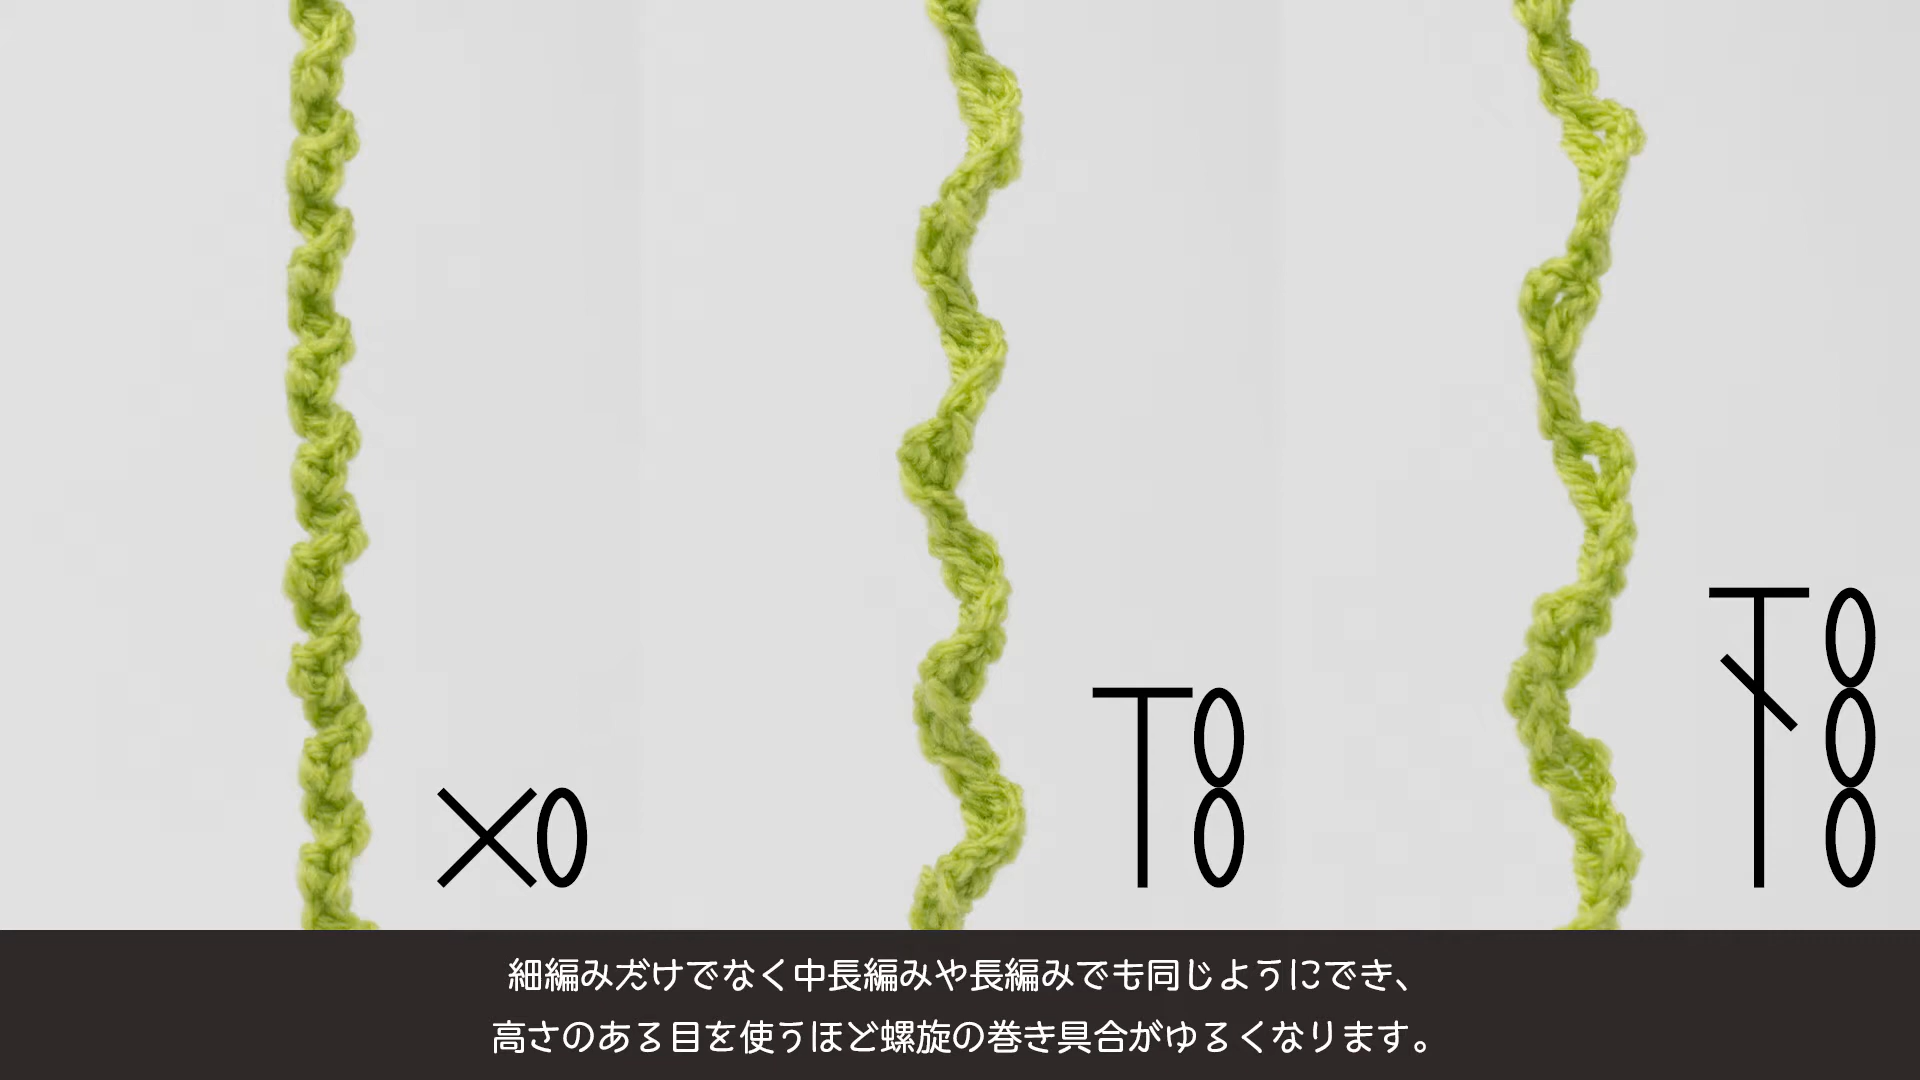 細編みだけでなく中長編みや長編みでも同じようにでき、
高さのある目を使うほど螺旋の巻き具合がゆるくなります。